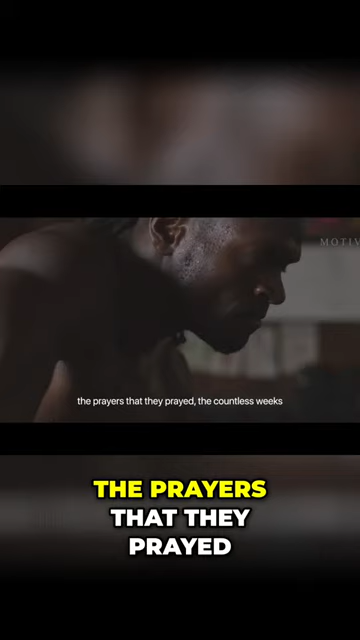 MOTIV
the prayers that they prayed, the countless weeks
THE PRAYERS
THAT THEY
PRAYED